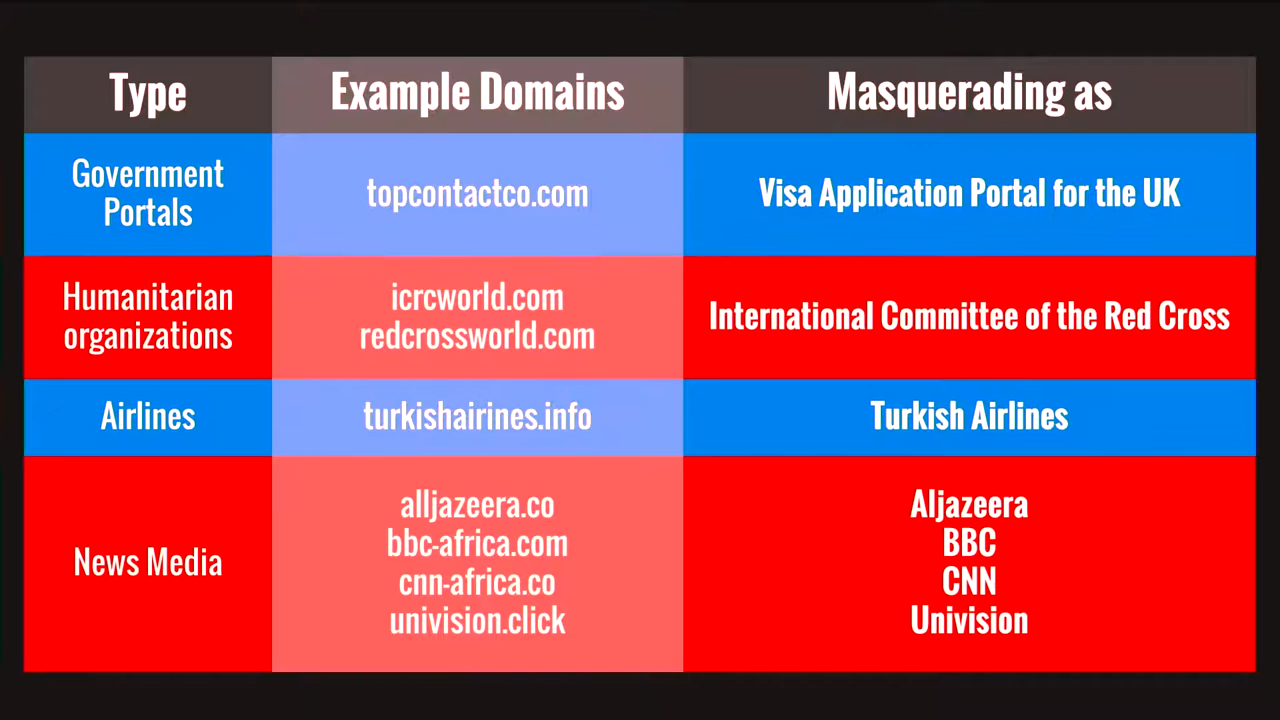 Type
Example Domains
Masquerading as
Government
Portals
topcontactco.com
Visa Application Portal for the UK
Humanitarian
organizations
icrcworld.com
redcrossworld.com
International Committee of the Red Cross
Airlines
turkishairines.info
Turkish Airlines
News Media
alljazeera.co
bbc-africa.com
cnn-africa.co
univision.click
Aljazeera
BBC
CNN
Univision